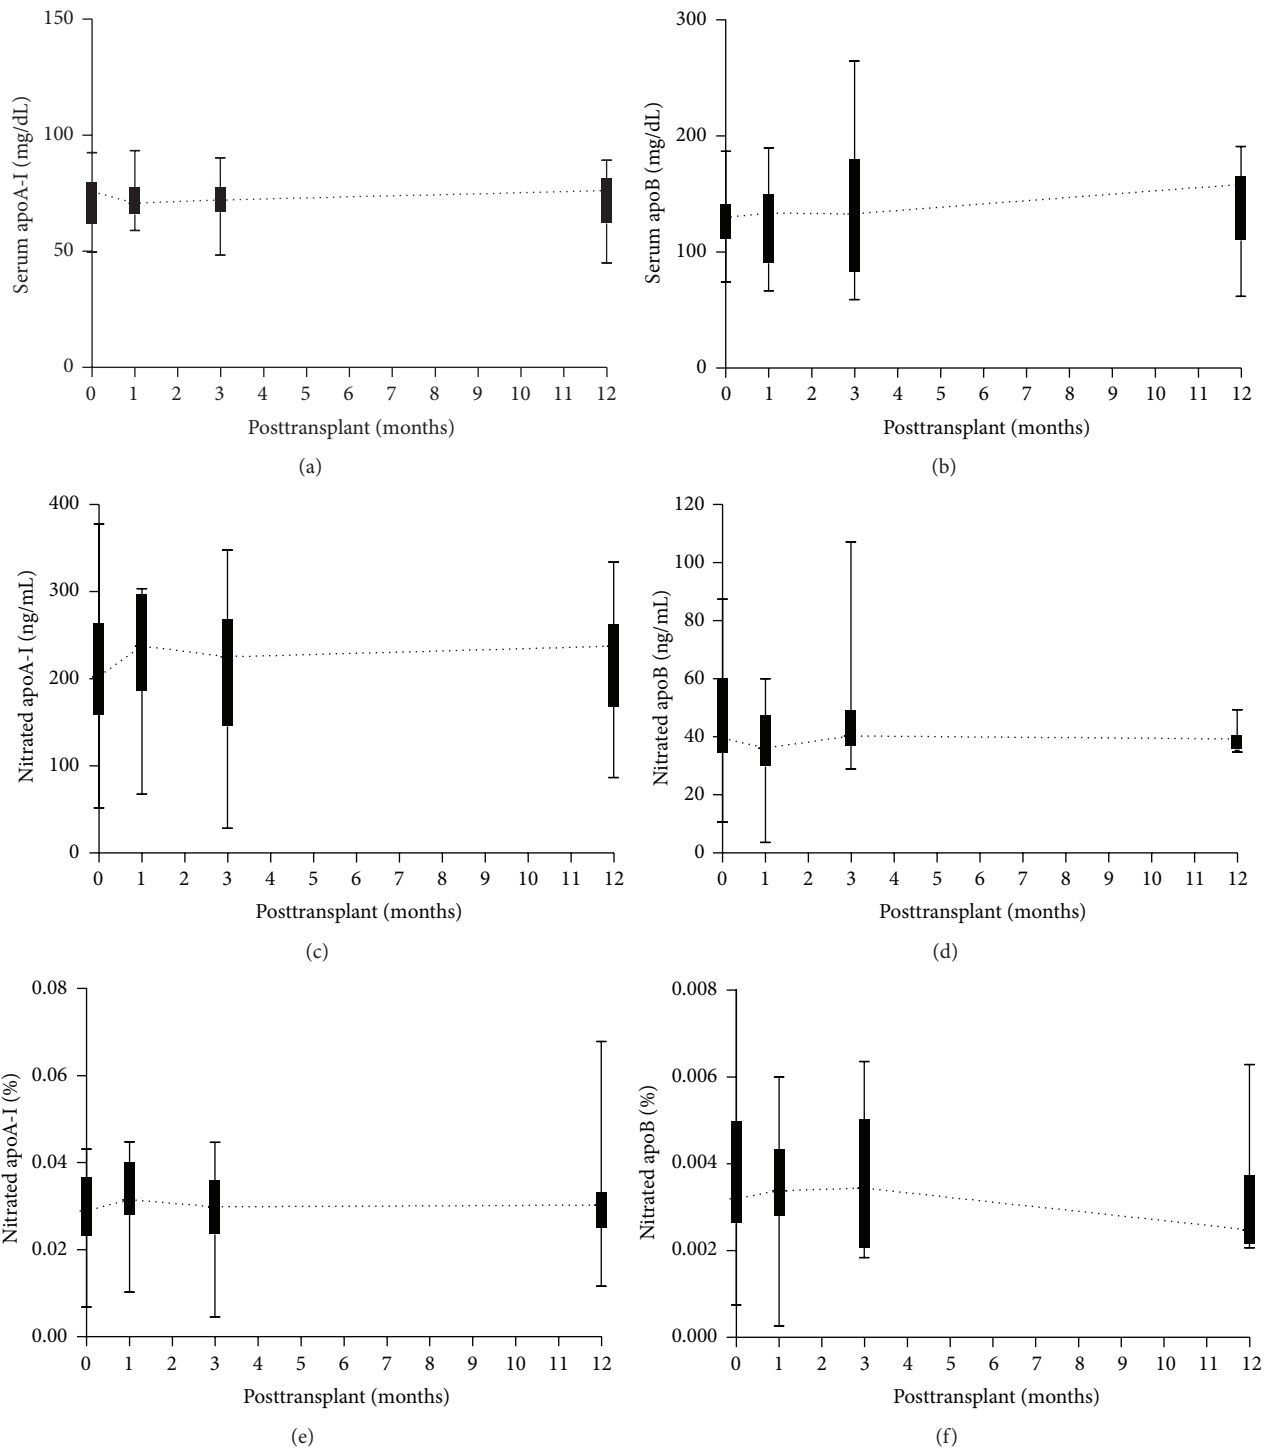 150
100
50
0
Serum apoA-I (mg/dL)
0 1 2 3 4 5 6 7 8 9 10 11 12
Posttransplant (months)
(a)
300
200
100
0
Serum apoB (mg/dL)
0 1 2 3 4 5 6 7 8 9 10 11 12
Posttransplant (months)
(b)
400
300
200
100
0
Nitrated apoA-I (ng/mL)
0 1 2 3 4 5 6 7 8 9 10 11 12
Posttransplant (months)
(c)
120
100
80
60
40
20
0
Nitrated apoB (ng/mL)
0 1 2 3 4 5 6 7 8 9 10 11 12
Posttransplant (months)
(d)
0.08
0.06
0.04
0.02
0.00
Nitrated apoA-I (%)
0 1 2 3 4 5 6 7 8 9 10 11 12
Posttransplant (months)
(e)
0.008
0.006
0.004
0.002
0.000
Nitrated apoB (%)
0 1 2 3 4 5 6 7 8 9 10 11 12
Posttransplant (months)
(f)